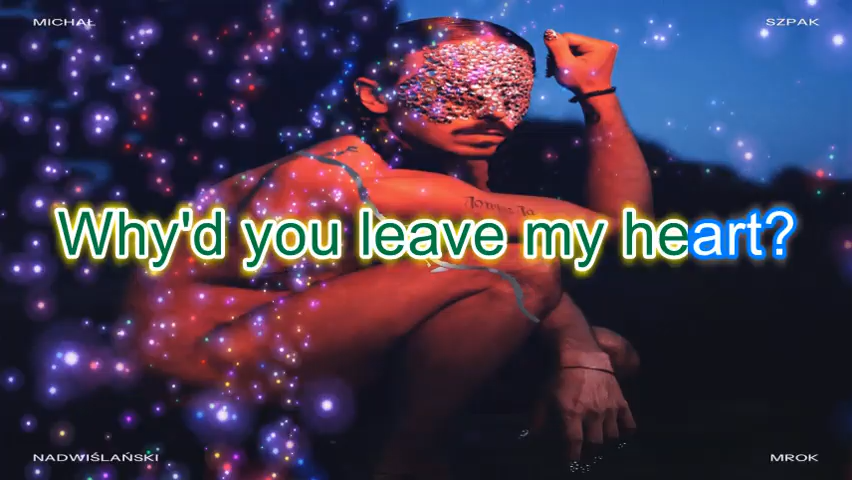 MICHAŁ
SZPAK
Why'd you leave my heart?
NADWIŚLAŃSKI
MROK